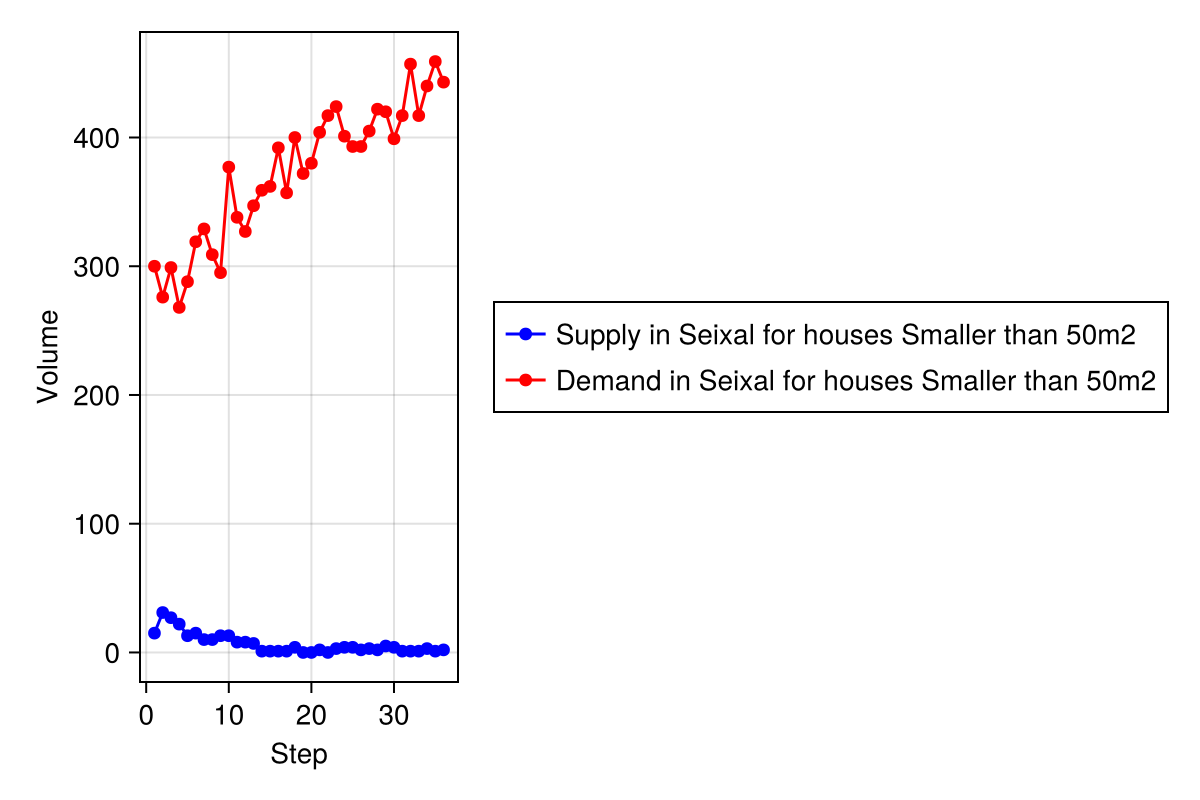 Volume
400
300
200
100
0
0 10 20 30
Step
Supply in Seixal for houses Smaller than 50m2
Demand in Seixal for houses Smaller than 50m2